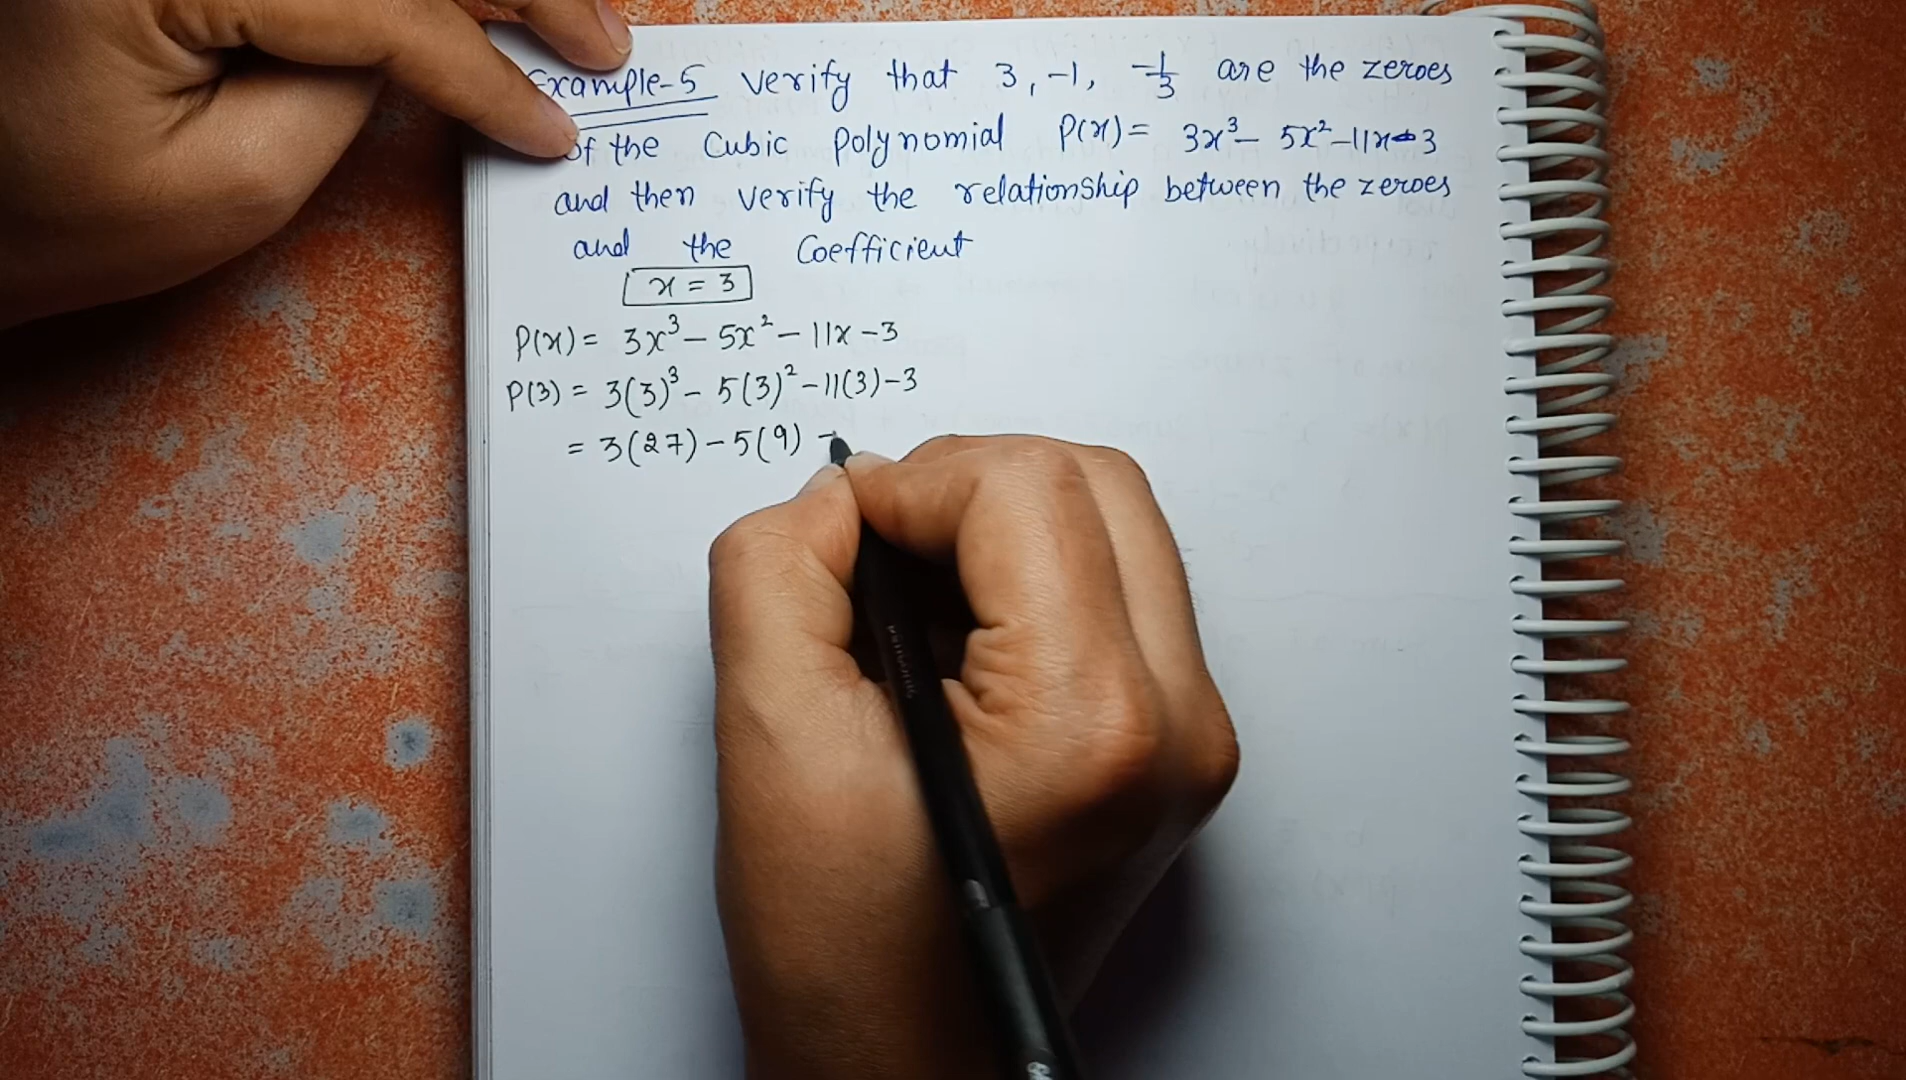 Example-5 verify that 3, -1, -1/3 are the zeroes
of the Cubic Polynomial P(x) = 3x³ - 5x² - 11x - 3
and then verify the relationship between the zeroes
and the Coefficient
x = 3
P(x) = 3x³ - 5x² - 11x - 3
P(3) = 3(3)³ - 5(3)² - 11(3) - 3
= 3(27) - 5(9) -